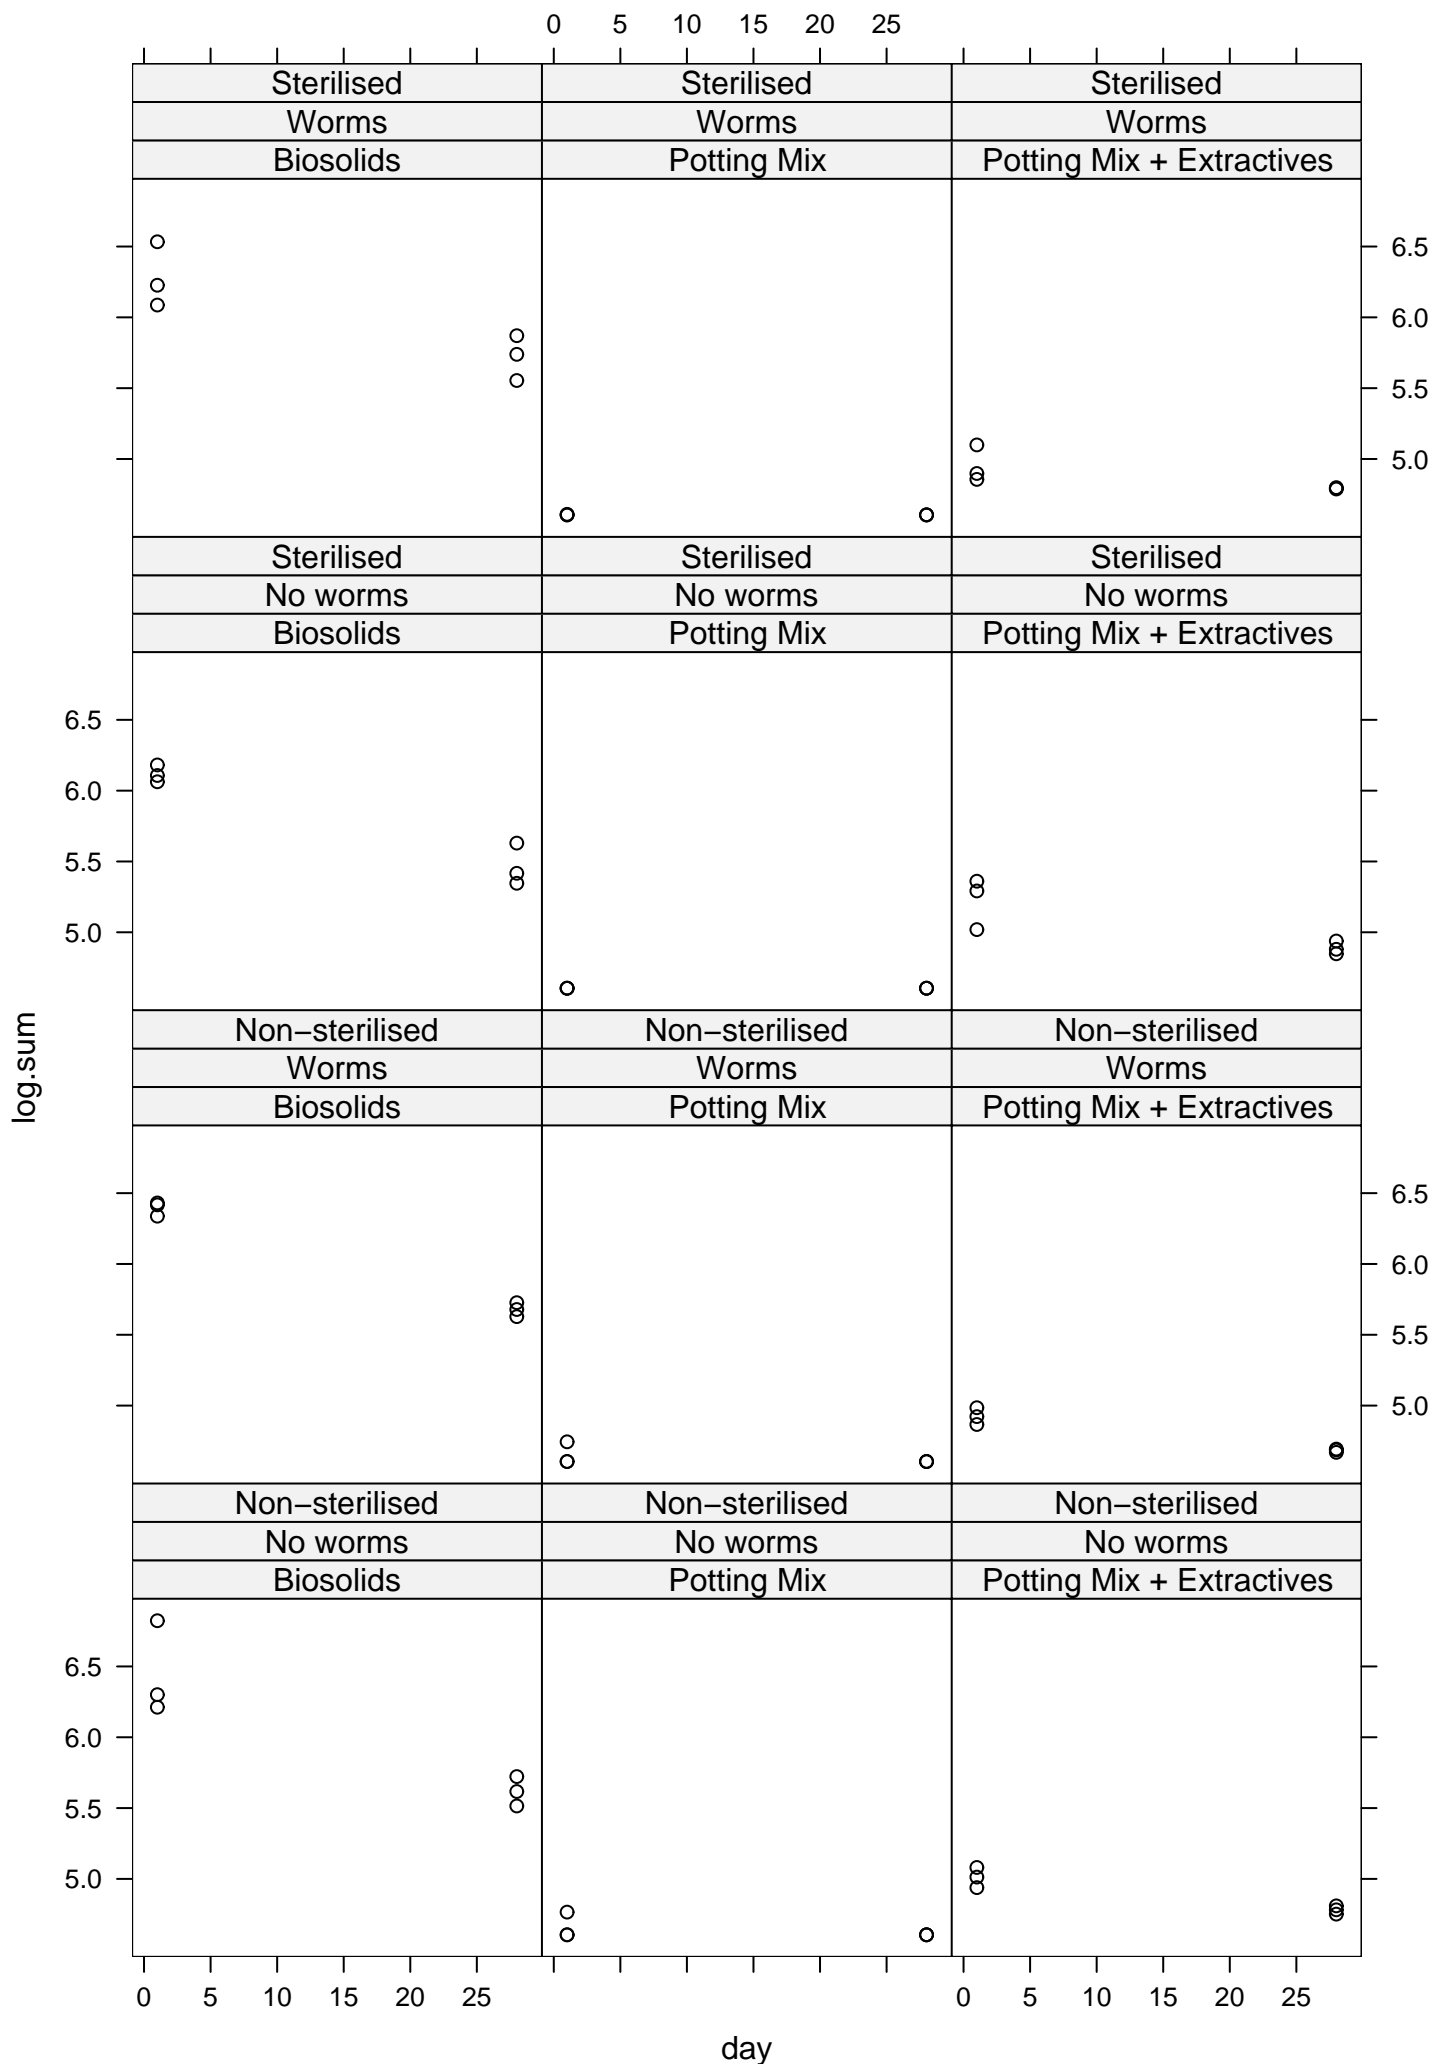 0 5 10 15 20 25
Sterilised Sterilised Sterilised
Worms Worms Worms
Biosolids Potting Mix Potting Mix + Extractives
6.5
6.0
5.5
5.0
Sterilised Sterilised Sterilised
No worms No worms No worms
Biosolids Potting Mix Potting Mix + Extractives
6.5
6.0
5.5
5.0
log.sum
Non−sterilised Non−sterilised Non−sterilised
Worms Worms Worms
Biosolids Potting Mix Potting Mix + Extractives
6.5
6.0
5.5
5.0
Non−sterilised Non−sterilised Non−sterilised
No worms No worms No worms
Biosolids Potting Mix Potting Mix + Extractives
6.5
6.0
5.5
5.0
0 5 10 15 20 25 0 5 10 15 20 25
day